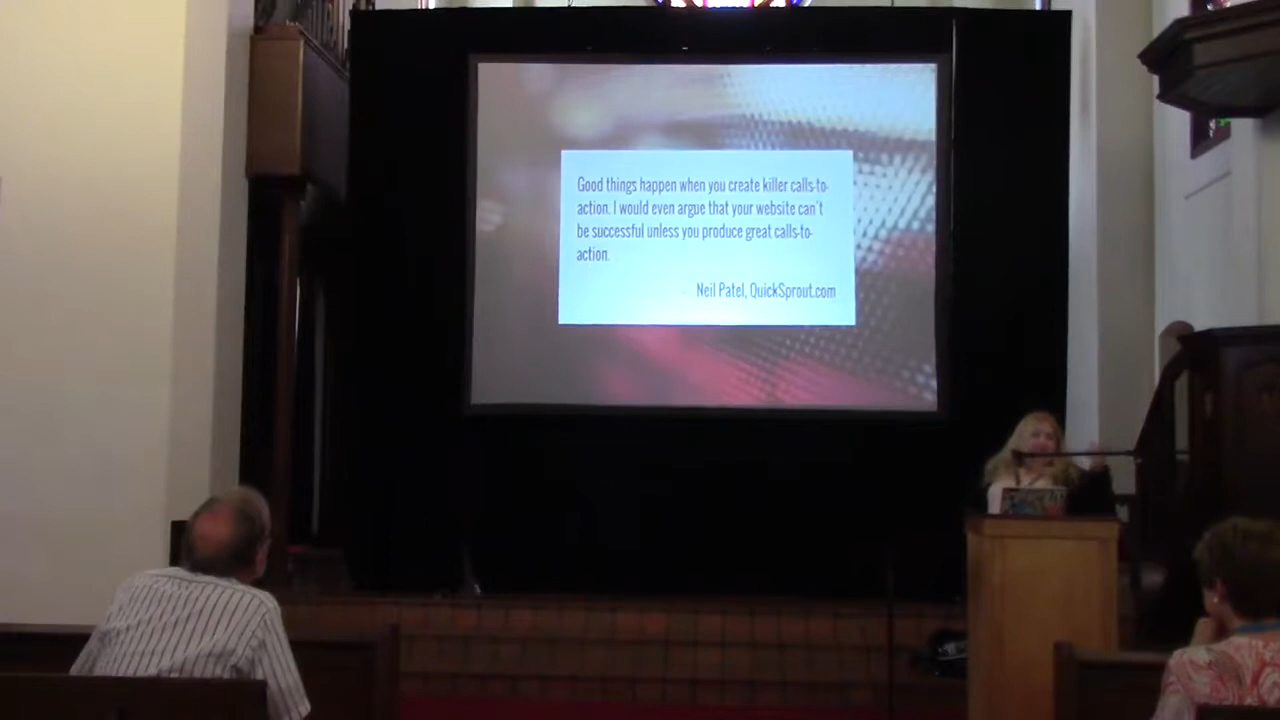 Good things happen when you create killer calls-to-
action. I would even argue that your website can't
be successful unless you produce great calls-to-
action.
Neil Patel, QuickSprout.com